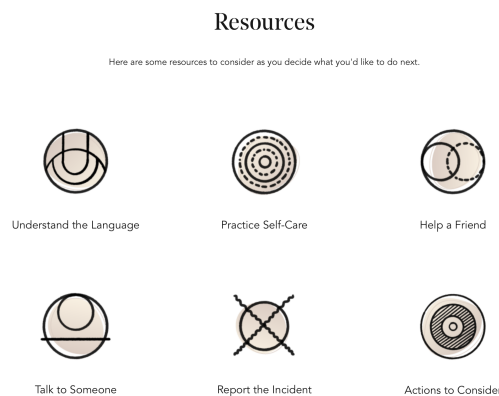 Resources
Here are some resources to consider as you decide what you'd like to do next.
Understand the Language
Practice Self-Care
Help a Friend
Talk to Someone
Report the Incident
Actions to Consider